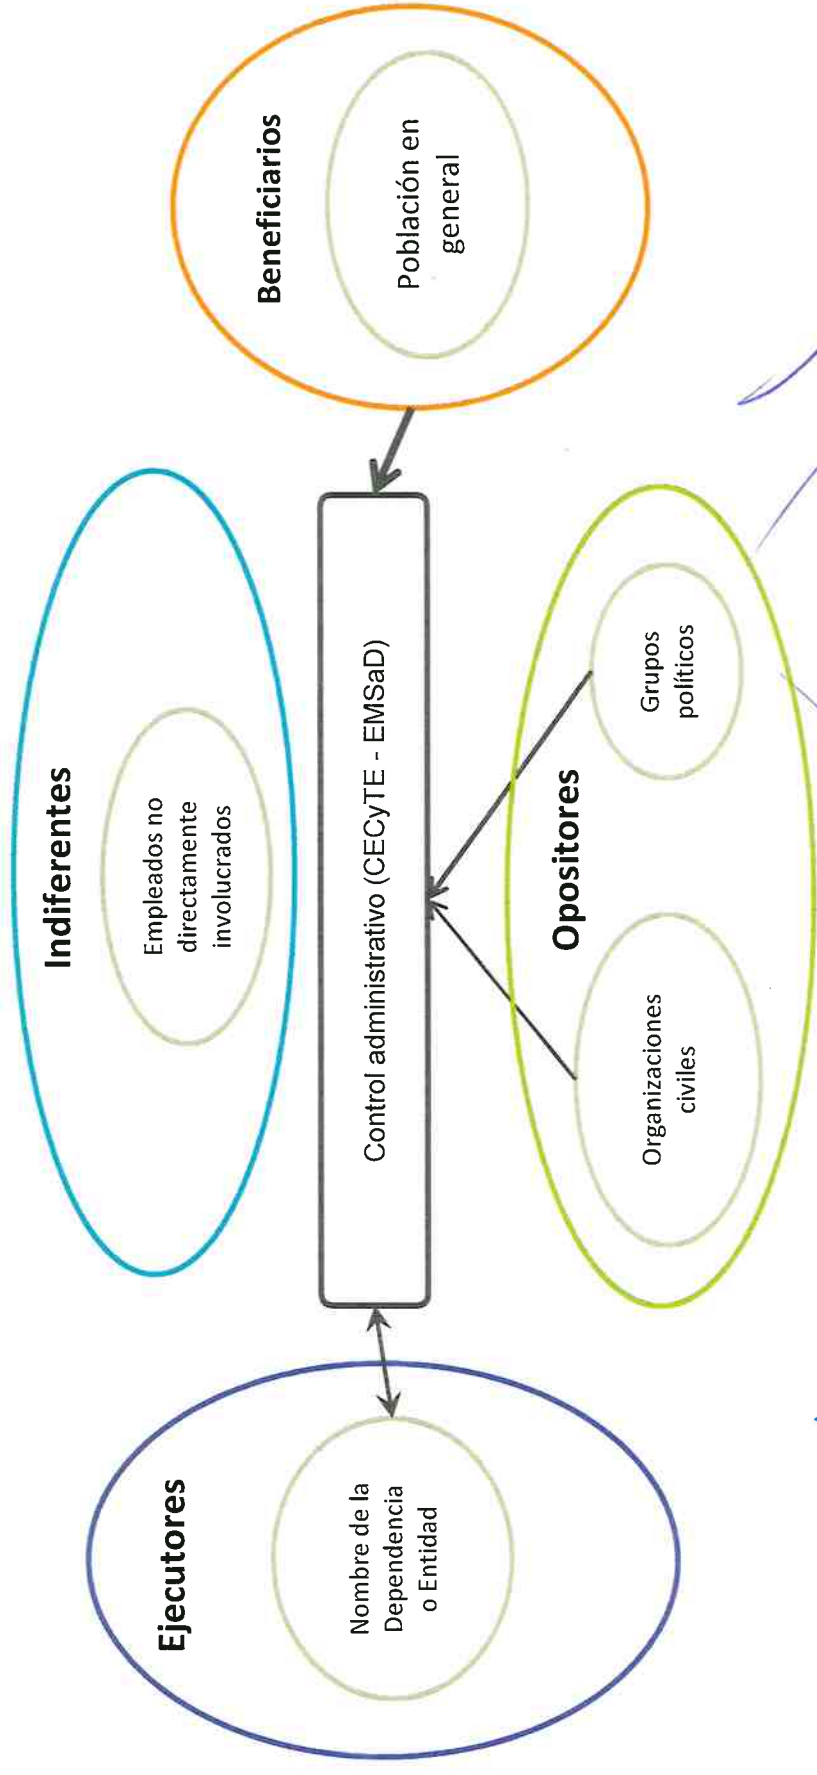 Indiferentes
Empleados no
directamente
involucrados
Ejecutores
Nombre de la
Dependencia
o Entidad
Control administrativo (CECyTE - EMSaD)
Beneficiarios
Población en
general
Opositores
Organizaciones
civiles
Grupos
políticos